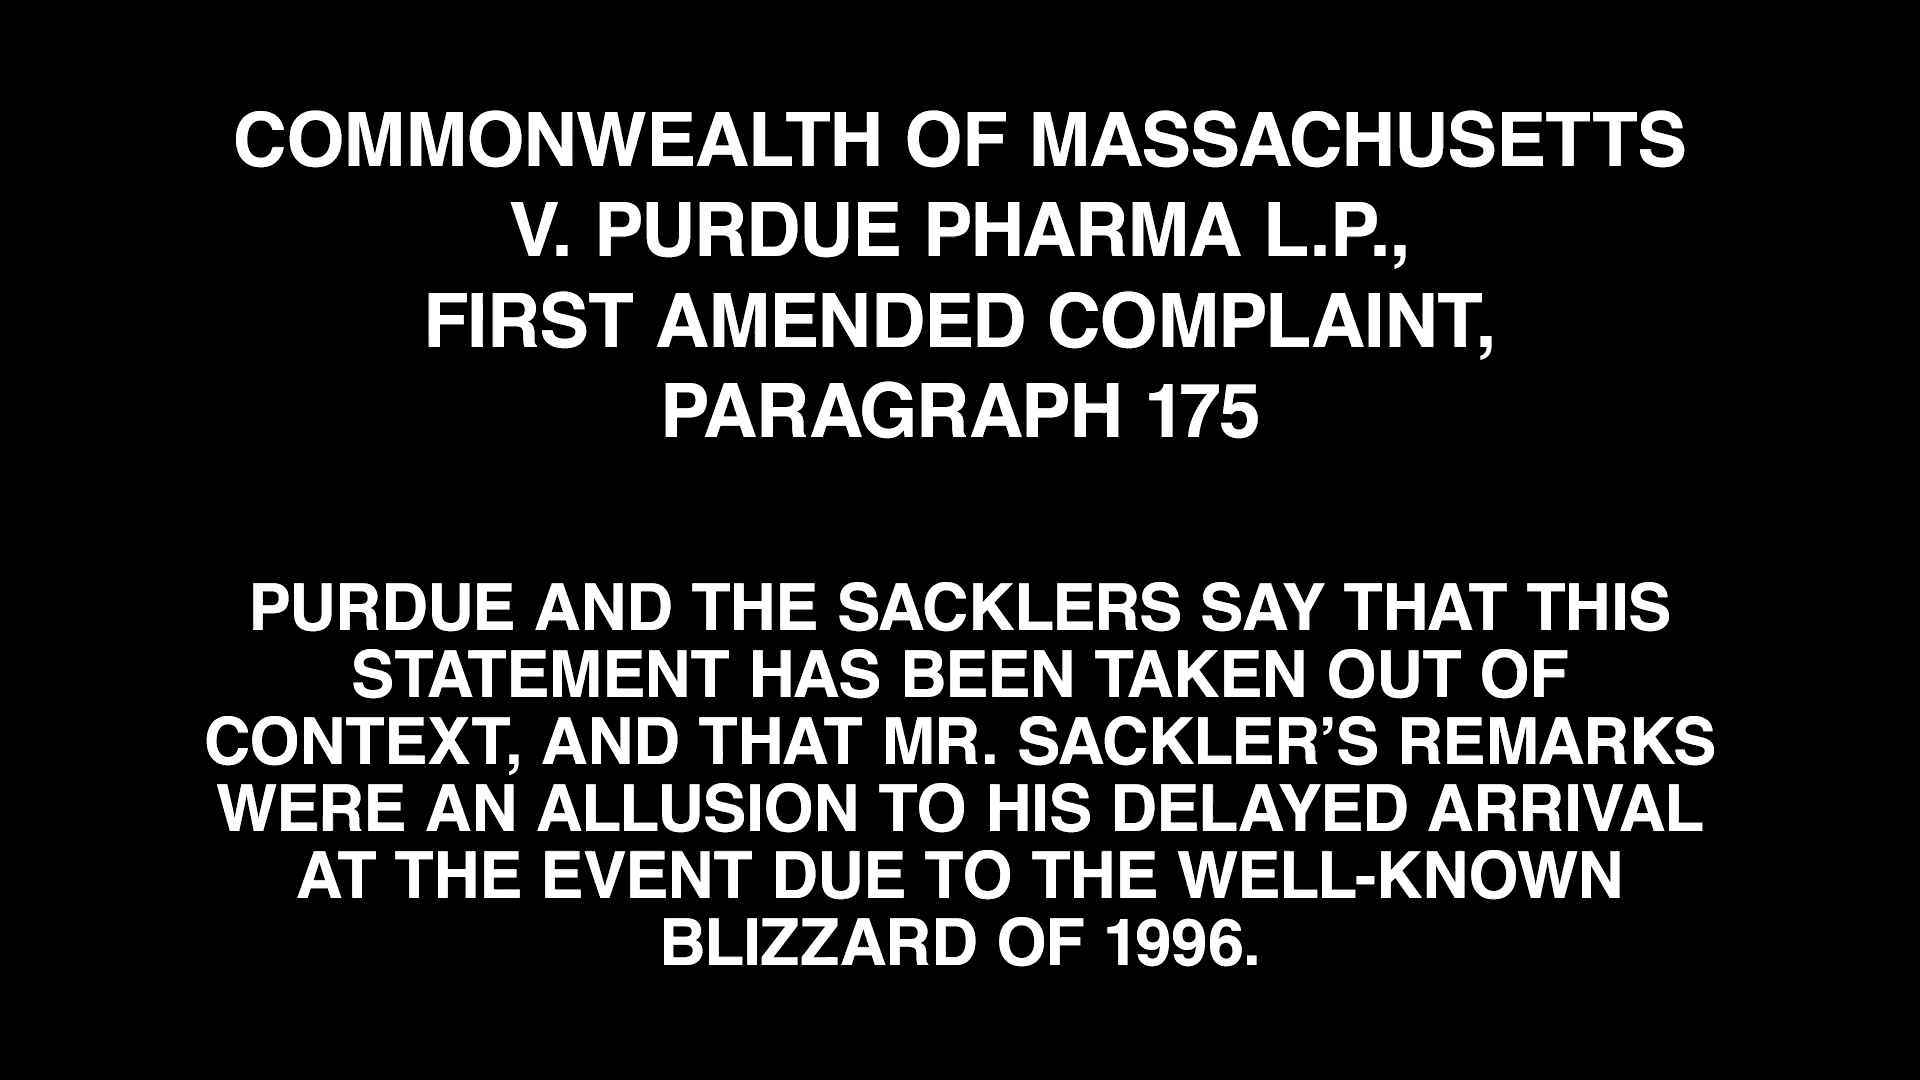 COMMONWEALTH OF MASSACHUSETTS
V. PURDUE PHARMA L.P.,
FIRST AMENDED COMPLAINT,
PARAGRAPH 175
PURDUE AND THE SACKLERS SAY THAT THIS
STATEMENT HAS BEEN TAKEN OUT OF
CONTEXT, AND THAT MR. SACKLER’S REMARKS
WERE AN ALLUSION TO HIS DELAYED ARRIVAL
AT THE EVENT DUE TO THE WELL-KNOWN
BLIZZARD OF 1996.